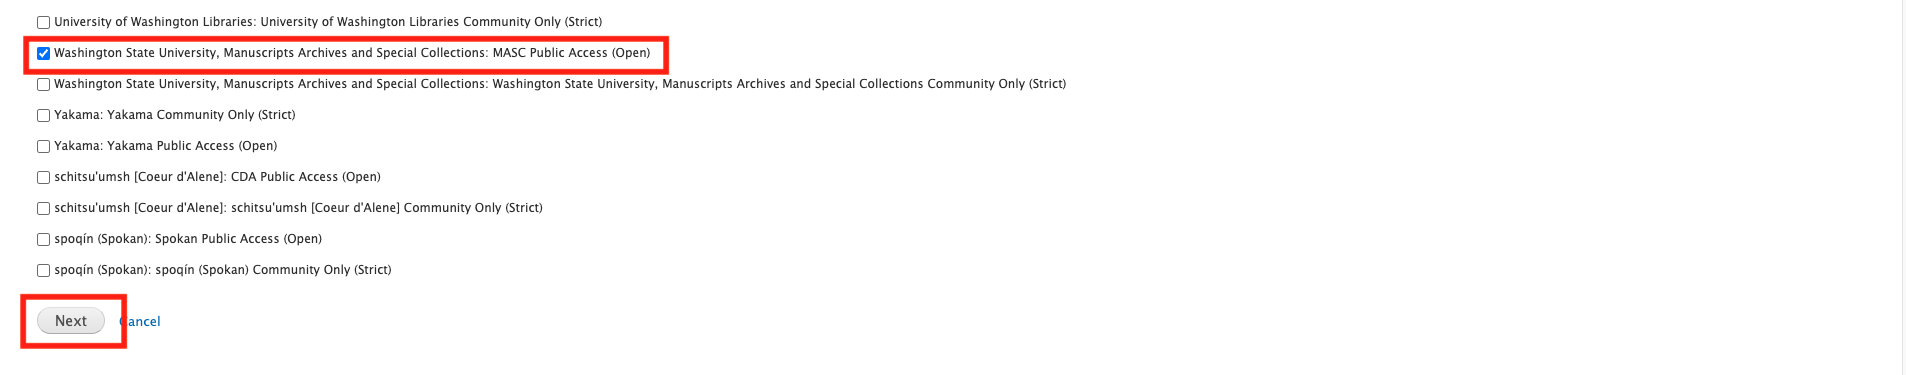 University of Washington Libraries: University of Washington Libraries Community Only (Strict)
Washington State University, Manuscripts Archives and Special Collections: MASC Public Access (Open)
Washington State University, Manuscripts Archives and Special Collections: Washington State University, Manuscripts Archives and Special Collections Community Only (Strict)
Yakama: Yakama Community Only (Strict)
Yakama: Yakama Public Access (Open)
schitsu'umsh [Coeur d'Alene]: CDA Public Access (Open)
schitsu'umsh [Coeur d'Alene]: schitsu'umsh [Coeur d'Alene] Community Only (Strict)
spoqín (Spokan): Spokan Public Access (Open)
spoqín (Spokan): spoqín (Spokan) Community Only (Strict)
Next Cancel